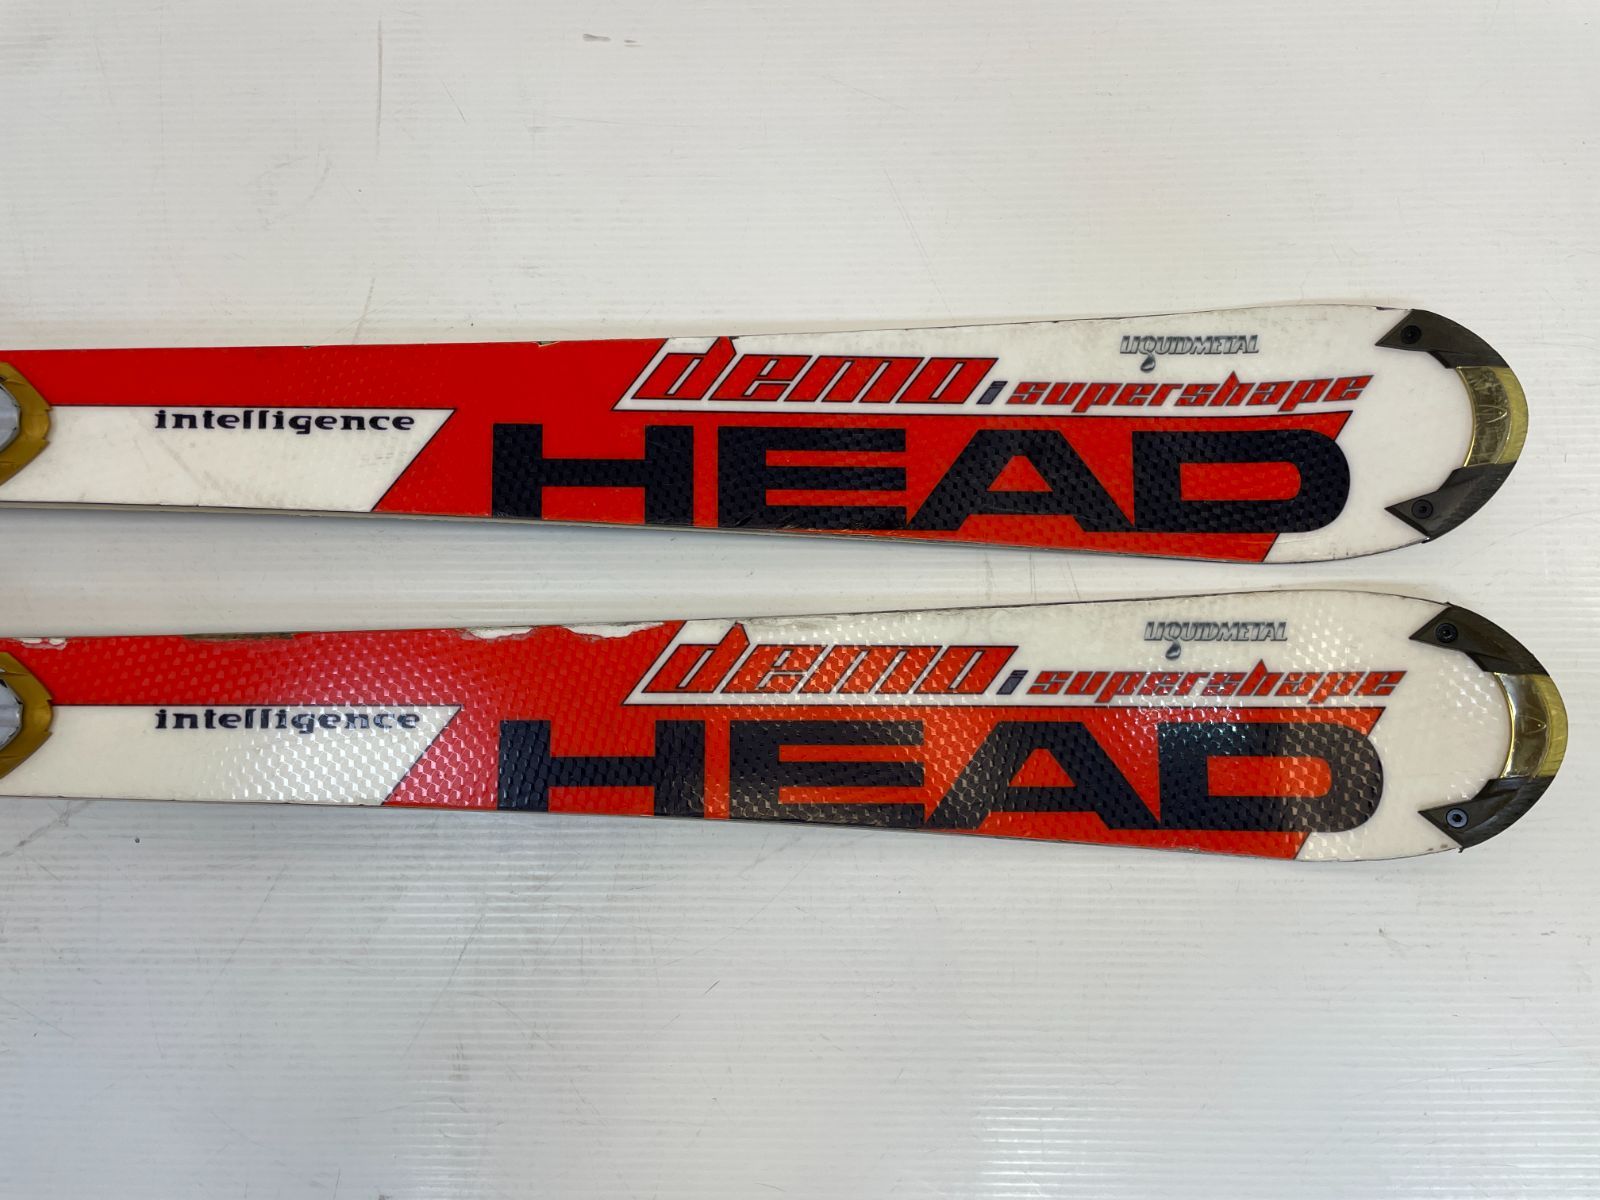 LIQUIDMETAL
demo i supershape
intelligence
HEAD
LIQUIDMETAL
demo i supershape
intelligence
HEAD